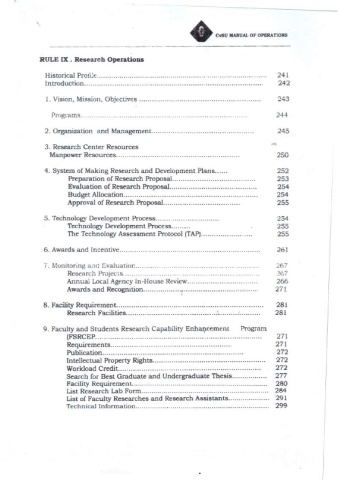 CvSU MANUAL OF OPERATIONS
RULE IX . Research Operations
Historical Profile 241
Introduction 242
1. Vision, Mission, Objectives 243
Programs 244
2. Organization and Management 245
3. Research Center Resources
Manpower Resources 250
4. System of Making Research and Development Plans...... 252
Preparation of Research Proposal 253
Evaluation of Research Proposal 254
Budget Allocation 254
Approval of Research Proposal 255
5. Technology Development Process 254
Technology Development Process 255
The Technology Assessment Protocol (TAP) 255
6. Awards and Incentive 261
7. Monitoring and Evaluation 267
Research Projects 267
Annual Local Agency In-House Review 266
Awards and Recognition 271
8. Facility Requirement 281
Research Facilities 281
9. Faculty and Students Research Capability Enhancement Program
(FSRCEP 271
Requirements 271
Publication 272
Intellectual Property Rights 272
Workload Credit 272
Search for Best Graduate and Undergraduate Thesis 277
Facility Requirement 280
List Research Lab Form 284
List of Faculty Researches and Research Assistants 291
Technical Information 299